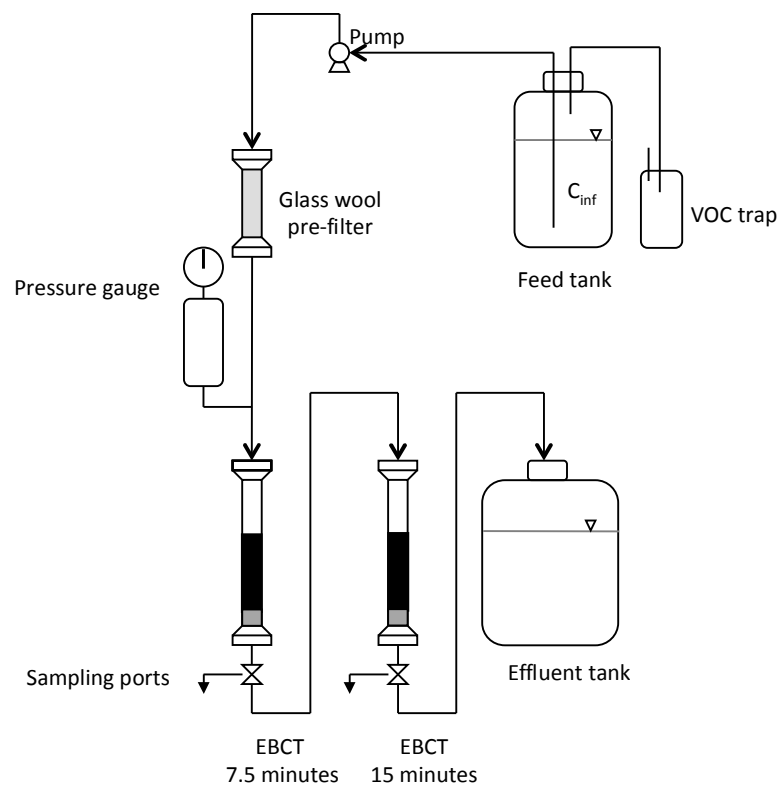 Pump
C_inf
VOC trap
Glass wool
pre-filter
Feed tank
Pressure gauge
Sampling ports
Effluent tank
EBCT
7.5 minutes
EBCT
15 minutes